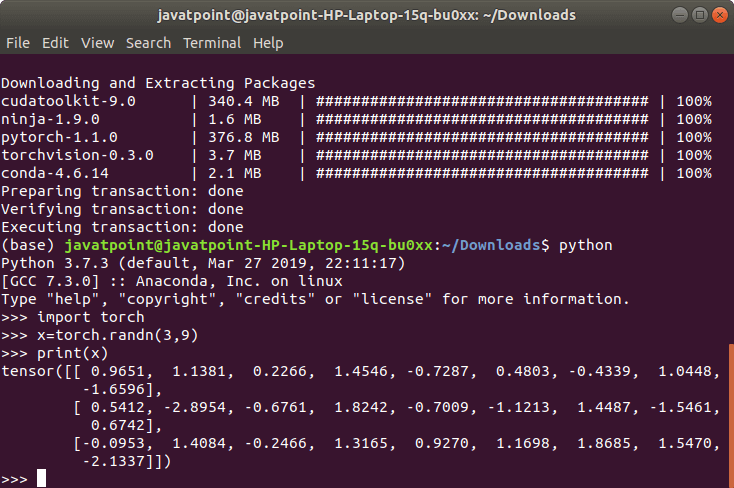 javatpoint@javatpoint-HP-Laptop-15q-bu0xx: ~/Downloads
File Edit View Search Terminal Help
Downloading and Extracting Packages
cudatoolkit-9.0      | 340.4 MB  | ##################################### | 100%
ninja-1.9.0          | 1.6 MB    | ##################################### | 100%
pytorch-1.1.0        | 376.8 MB  | ##################################### | 100%
torchvision-0.3.0    | 3.7 MB    | ##################################### | 100%
conda-4.6.14         | 2.1 MB    | ##################################### | 100%
Preparing transaction: done
Verifying transaction: done
Executing transaction: done
(base) javatpoint@javatpoint-HP-Laptop-15q-bu0xx:~/Downloads$ python
Python 3.7.3 (default, Mar 27 2019, 22:11:17)
[GCC 7.3.0] :: Anaconda, Inc. on linux
Type "help", "copyright", "credits" or "license" for more information.
>>> import torch
>>> x=torch.randn(3,9)
>>> print(x)
tensor([[ 0.9651,  1.1381,  0.2266,  1.4546, -0.7287,  0.4803, -0.4339,  1.0448,
         -1.6596],
        [ 0.5412, -2.8954, -0.6761,  1.8242, -0.7009, -1.1213,  1.4487, -1.5461,
          0.6742],
        [-0.0953,  1.4084, -0.2466,  1.3165,  0.9270,  1.1698,  1.8685,  1.5470,
         -2.1337]])
>>>